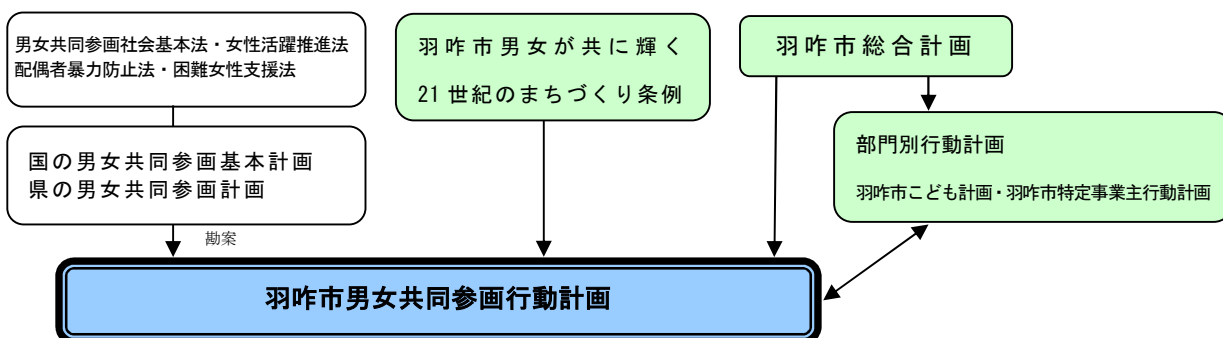 男女共同参画社会基本法・女性活躍推進法
配偶者暴力防止法・困難女性支援法
国の男女共同参画基本計画
県の男女共同参画計画
勘案
羽咋市男女が共に輝く
21世紀のまちづくり条例
羽咋市総合計画
部門別行動計画
羽咋市こども計画・羽咋市特定事業主行動計画
羽咋市男女共同参画行動計画